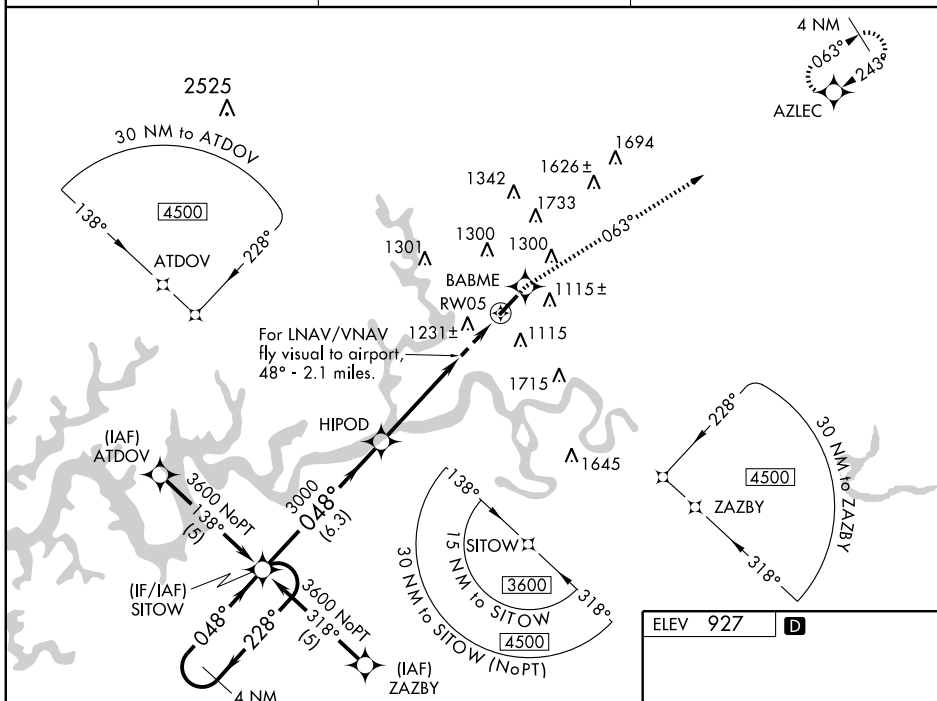 4 NM
063°
243°
AZLEC
2525
30 NM to ATDOV
4500
138°
228°
ATDOV
1694
1626±
1342
1733
063°
1301
1300
1300
BABME
RW05
1115±
1231±
1115
For LNAV/VNAV
fly visual to airport,
48° - 2.1 miles.
1715
HIPOD
228°
30 NM to ZAZBY
4500
ZAZBY
318°
(IAF)
ATDOV
3600 NoPT
138°
(5)
3000
048°
(6.3)
1645
138°
SITOW
15 NM to SITOW
3600
318°
30 NM to SITOW (NoPT)
4500
(IF/IAF)
SITOW
3600 NoPT
318°
(5)
048°
228°
4 NM
(IAF)
ZAZBY
ELEV 927 D